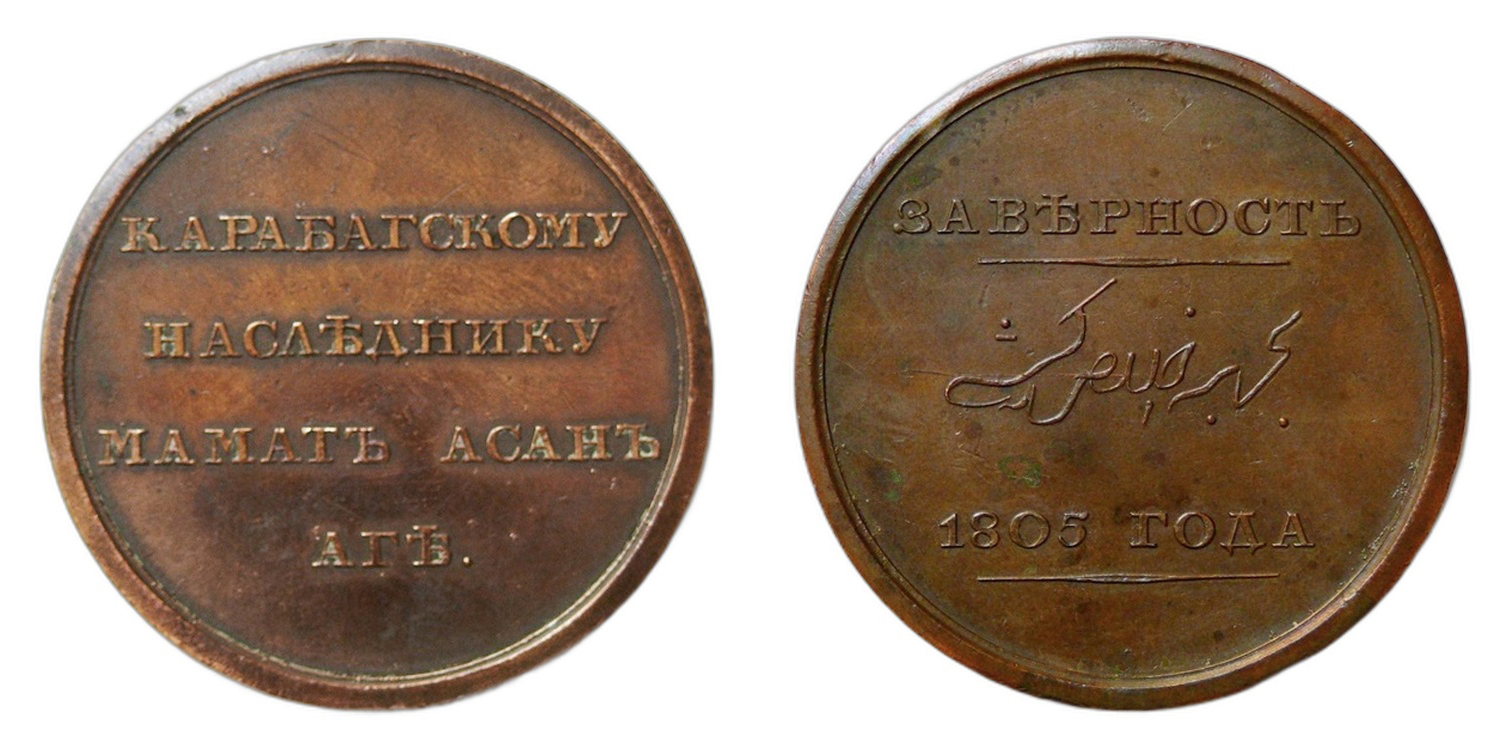 КАРАБАГСКОМУ
НАСЛѢДНИКУ
МАМАТЪ АСАНЪ
АГѢ.
ЗАВѢРНОСТЬ
1805 ГОДА